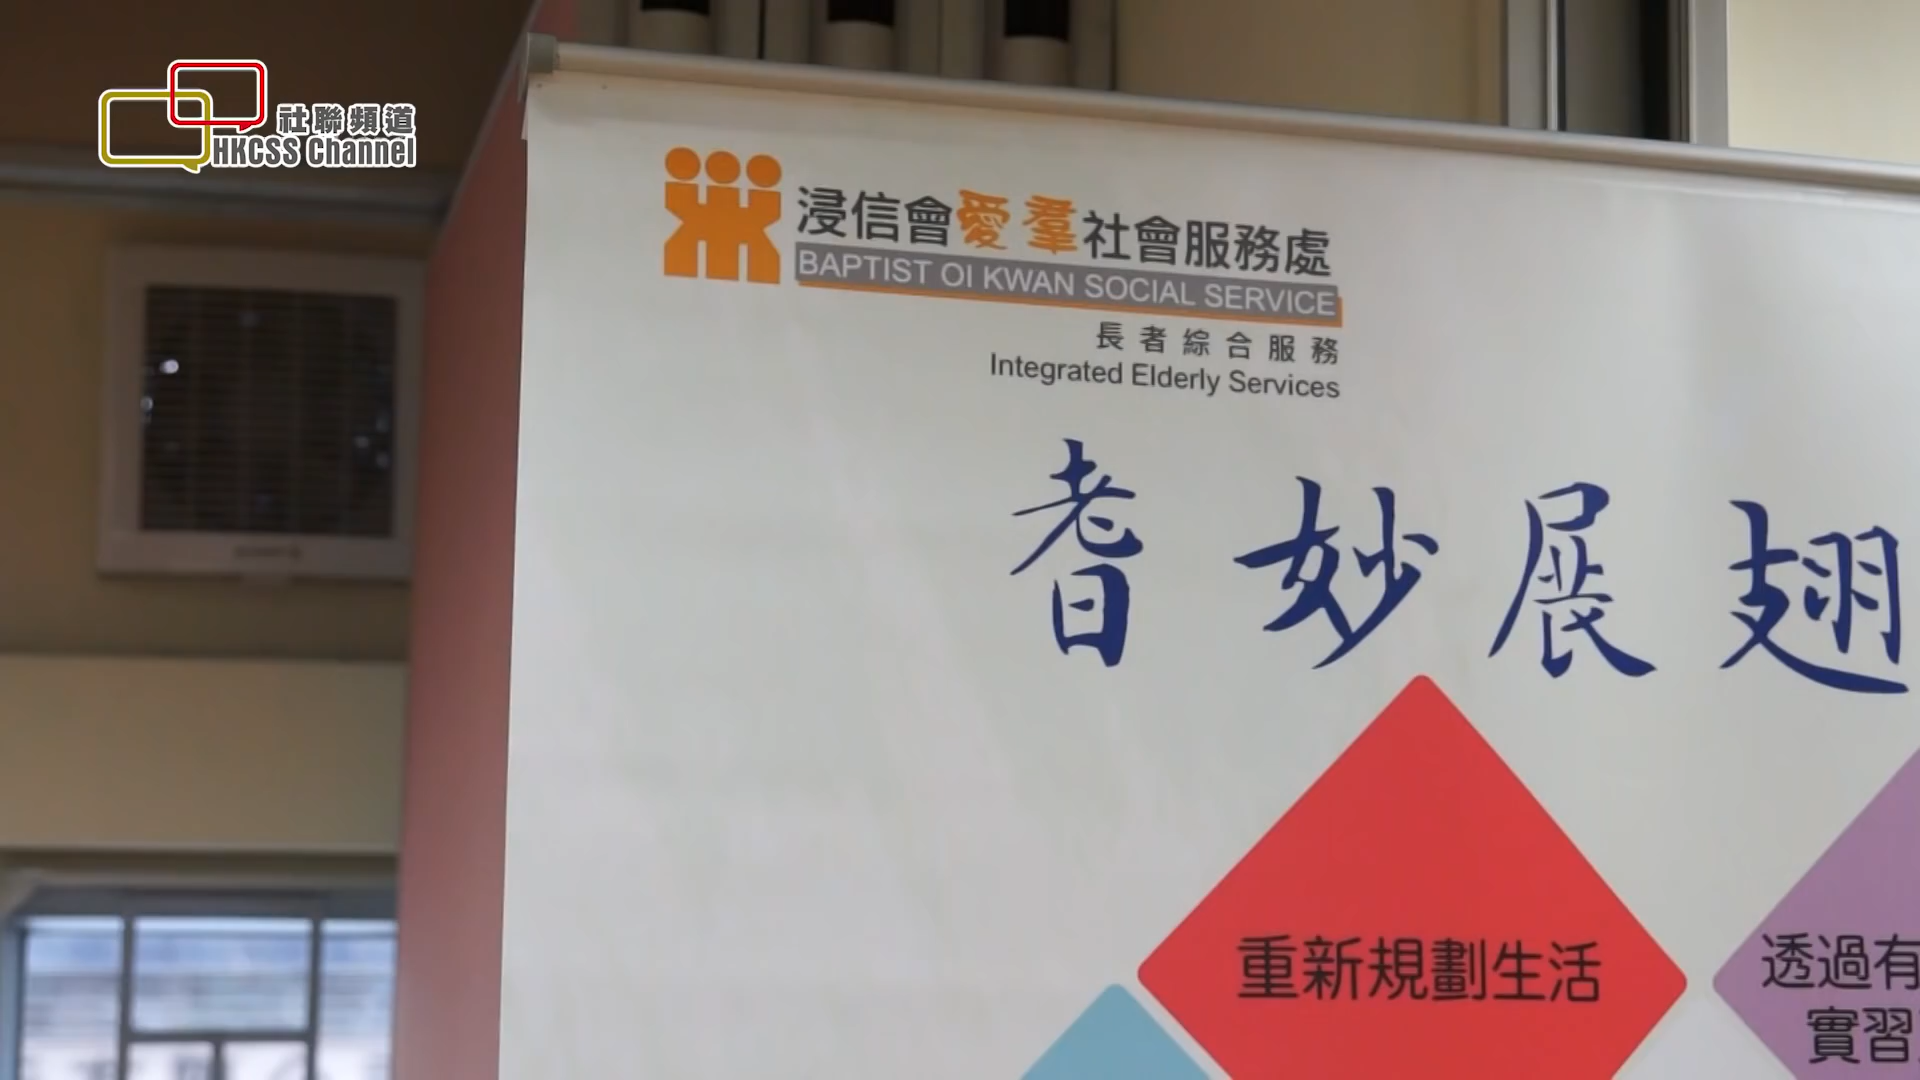 社聯頻道
HKCSS Channel
浸信會愛羣社會服務處
BAPTIST OI KWAN SOCIAL SERVICE
長者綜合服務
Integrated Elderly Services
耆妙展翅
重新規劃生活
透過有
實習